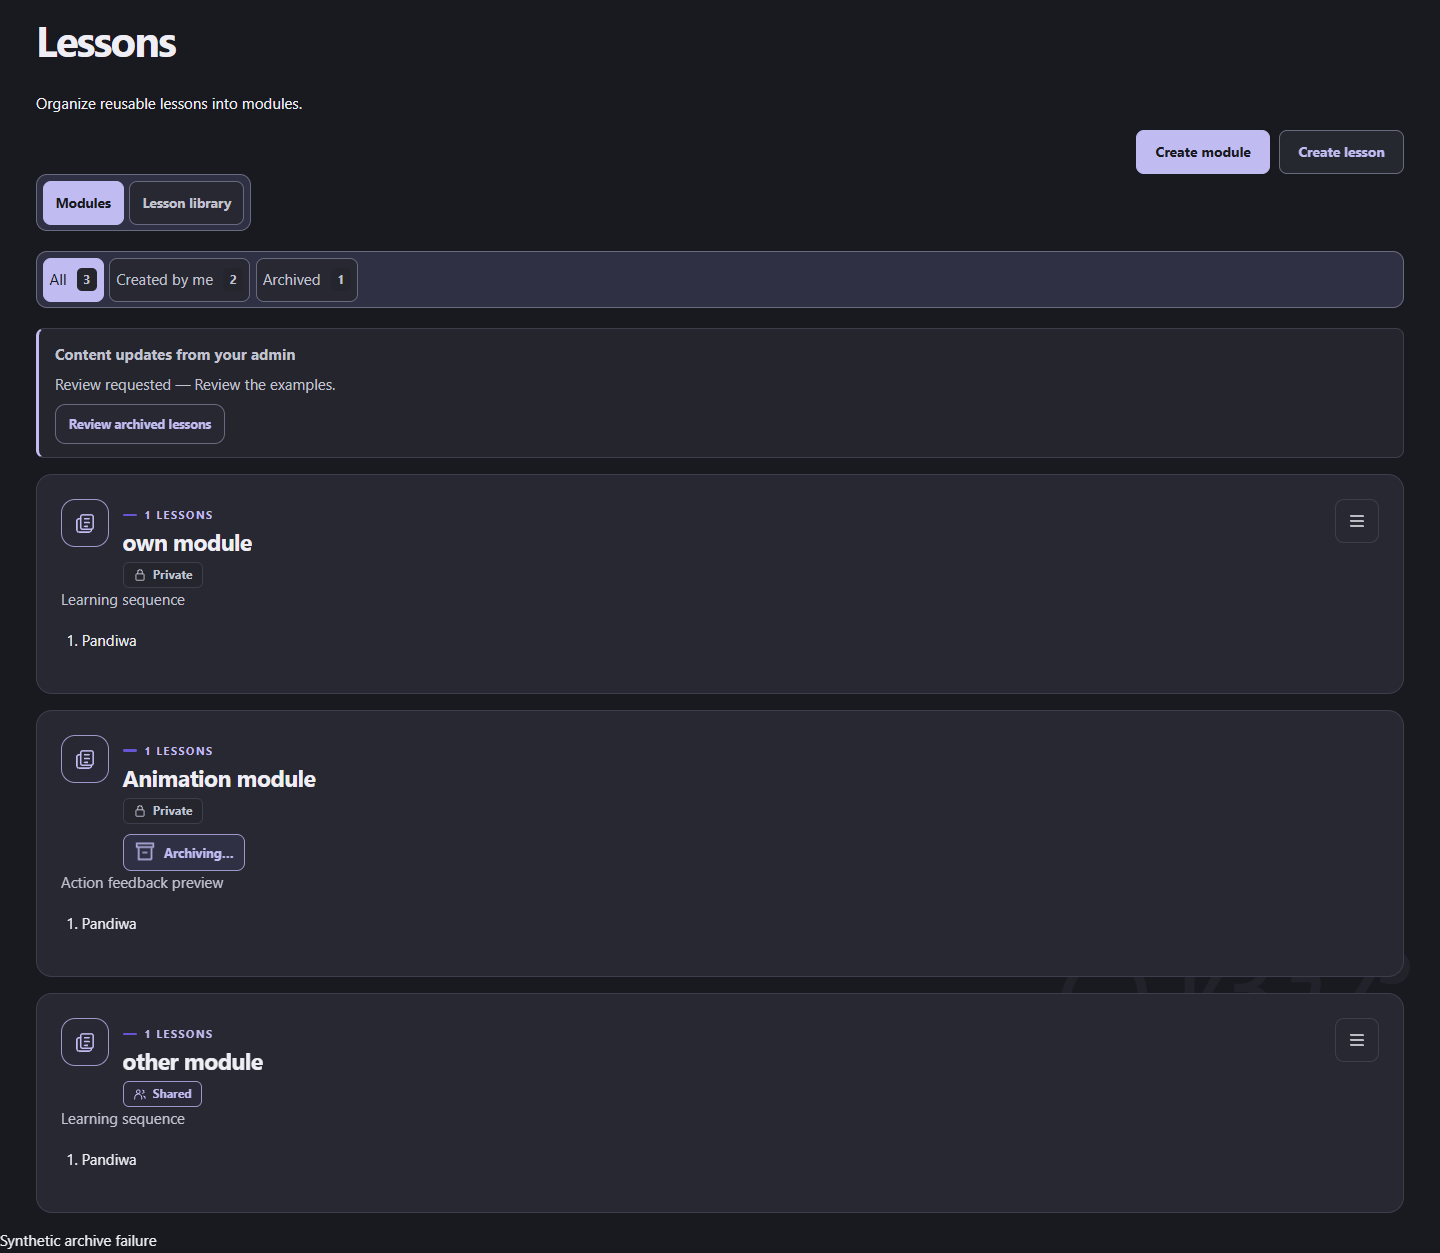 Lessons
Organize reusable lessons into modules.
Create module
Create lesson
Modules
Lesson library
All 3
Created by me 2
Archived 1
Content updates from your admin
Review requested — Review the examples.
Review archived lessons
1 LESSONS
own module
Private
Learning sequence
1. Pandiwa
1 LESSONS
Animation module
Private
Archiving...
Action feedback preview
1. Pandiwa
1 LESSONS
other module
Shared
Learning sequence
1. Pandiwa
Synthetic archive failure